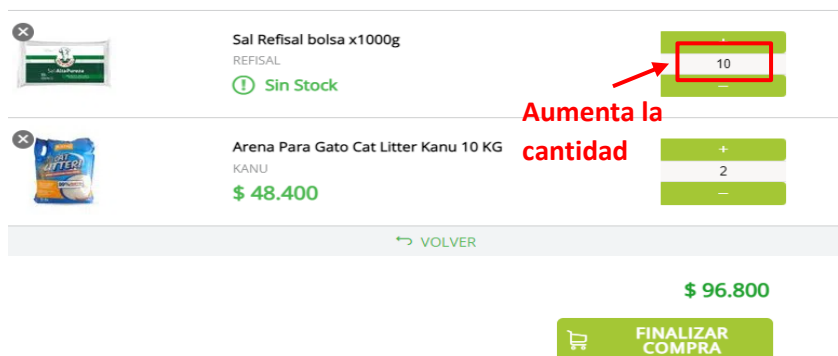 Sal Refisal bolsa x1000g
REFISAL
Sin Stock
+
10
—
Aumenta la
cantidad
Arena Para Gato Cat Litter Kanu 10 KG
KANU
$ 48.400
+
2
—
VOLVER
$ 96.800
FINALIZAR
COMPRA